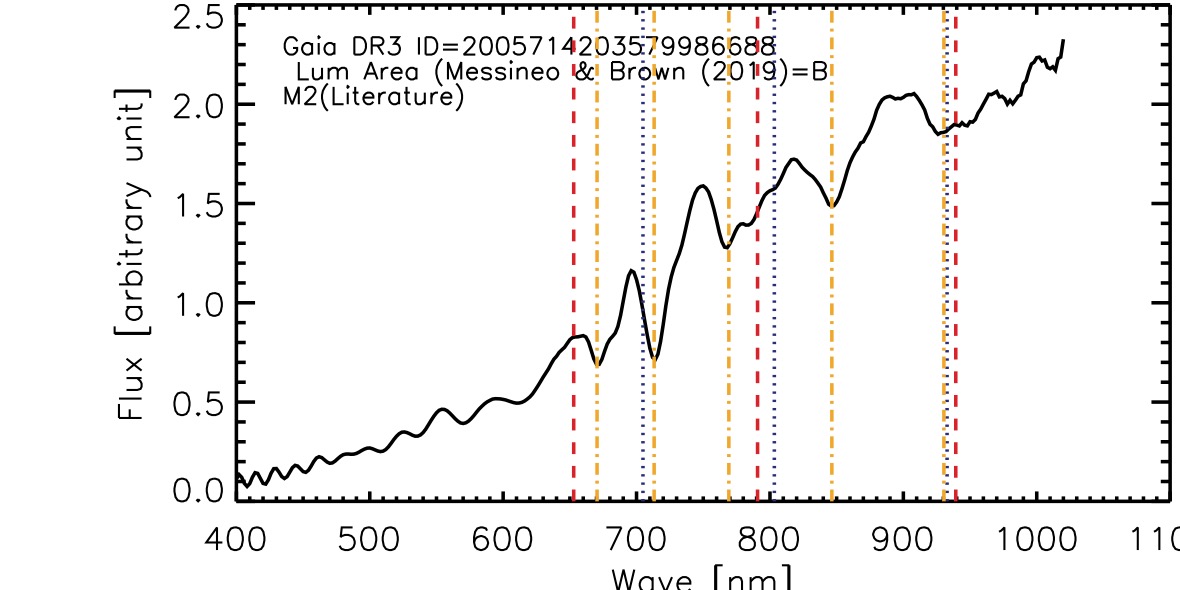 2.5
Gaia DR3 ID=2005714203579986688
Lum Area (Messineo & Brown (2019)=B
M2(Literature)
2.0
1.5
1.0
0.5
0.0
Flux [arbitrary unit]
400 500 600 700 800 900 1000 110
Wave [nm]